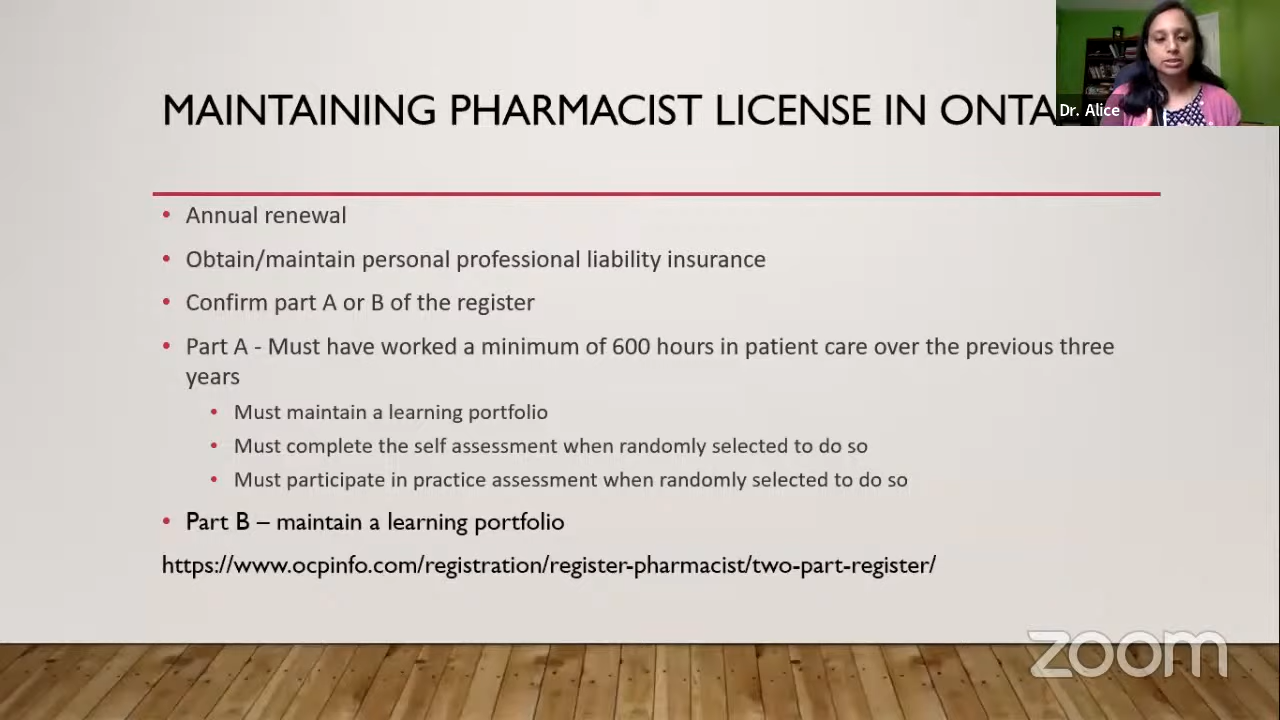 MAINTAINING PHARMACIST LICENSE IN ONTA
Dr. Alice
• Annual renewal
• Obtain/maintain personal professional liability insurance
• Confirm part A or B of the register
• Part A - Must have worked a minimum of 600 hours in patient care over the previous three
years
• Must maintain a learning portfolio
• Must complete the self assessment when randomly selected to do so
• Must participate in practice assessment when randomly selected to do so
• Part B – maintain a learning portfolio
https://www.ocpinfo.com/registration/register-pharmacist/two-part-register/
zoom